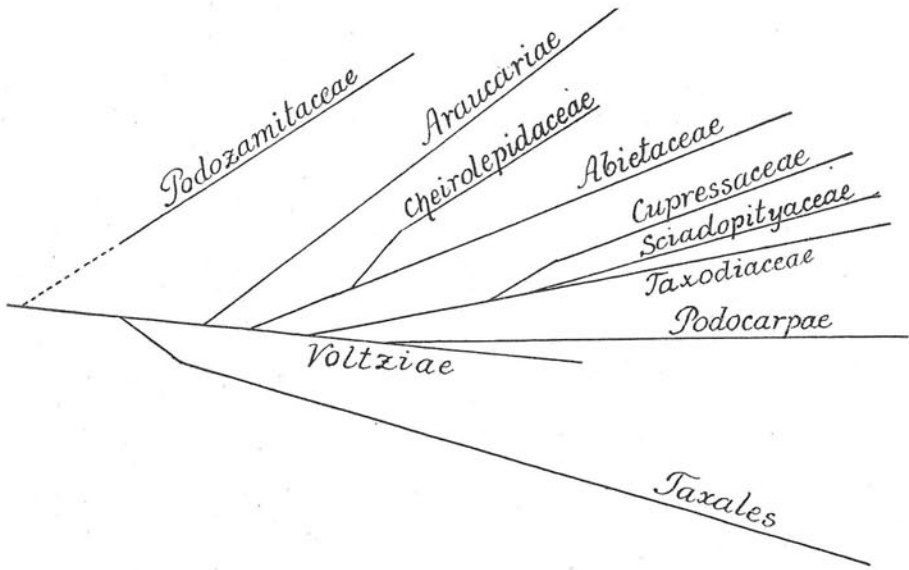 Podozamitaceae
Araucariae
Cheirolepidaceae
Abietaceae
Cupressaceae
Sciadopityaceae
Taxodiaceae
Podocarpae
Voltziae
Taxales